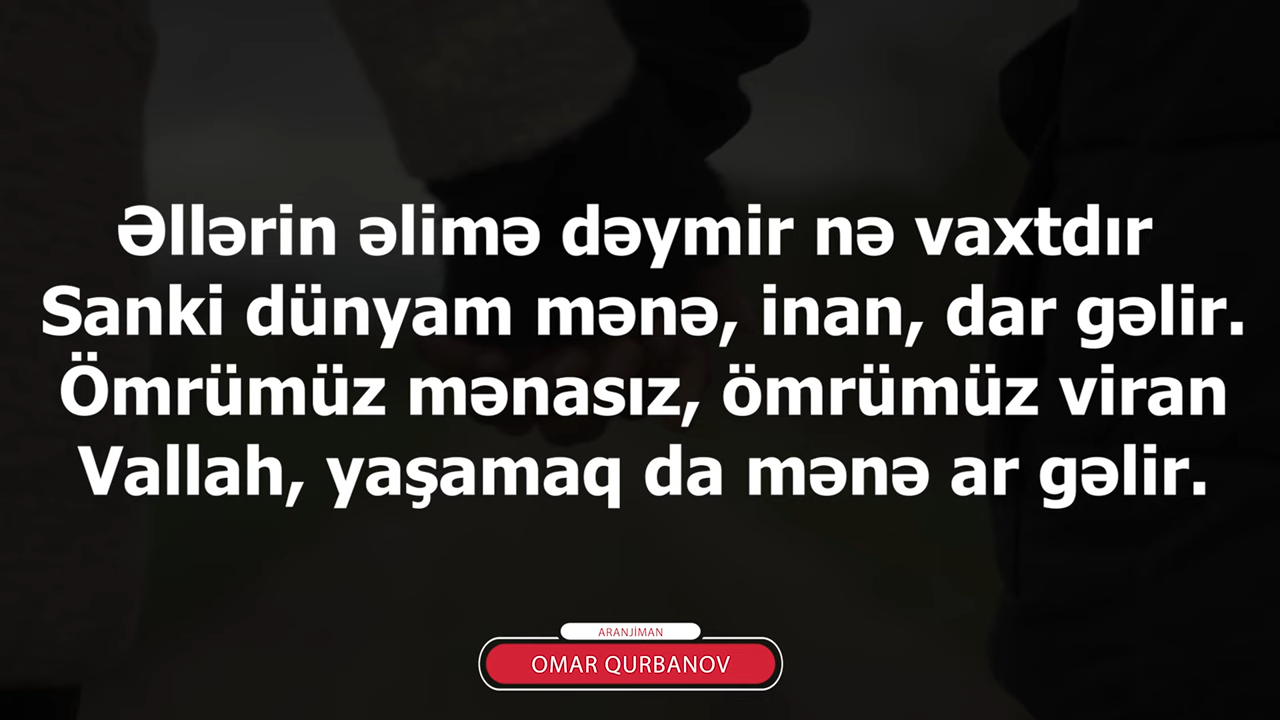 Əllərin əlimə dəymir nə vaxtdır
Sanki dünyam mənə, inan, dar gəlir.
Ömrümüz mənasız, ömrümüz viran
Vallah, yaşamaq da mənə ar gəlir.
ARANJİMAN
OMAR QURBANOV